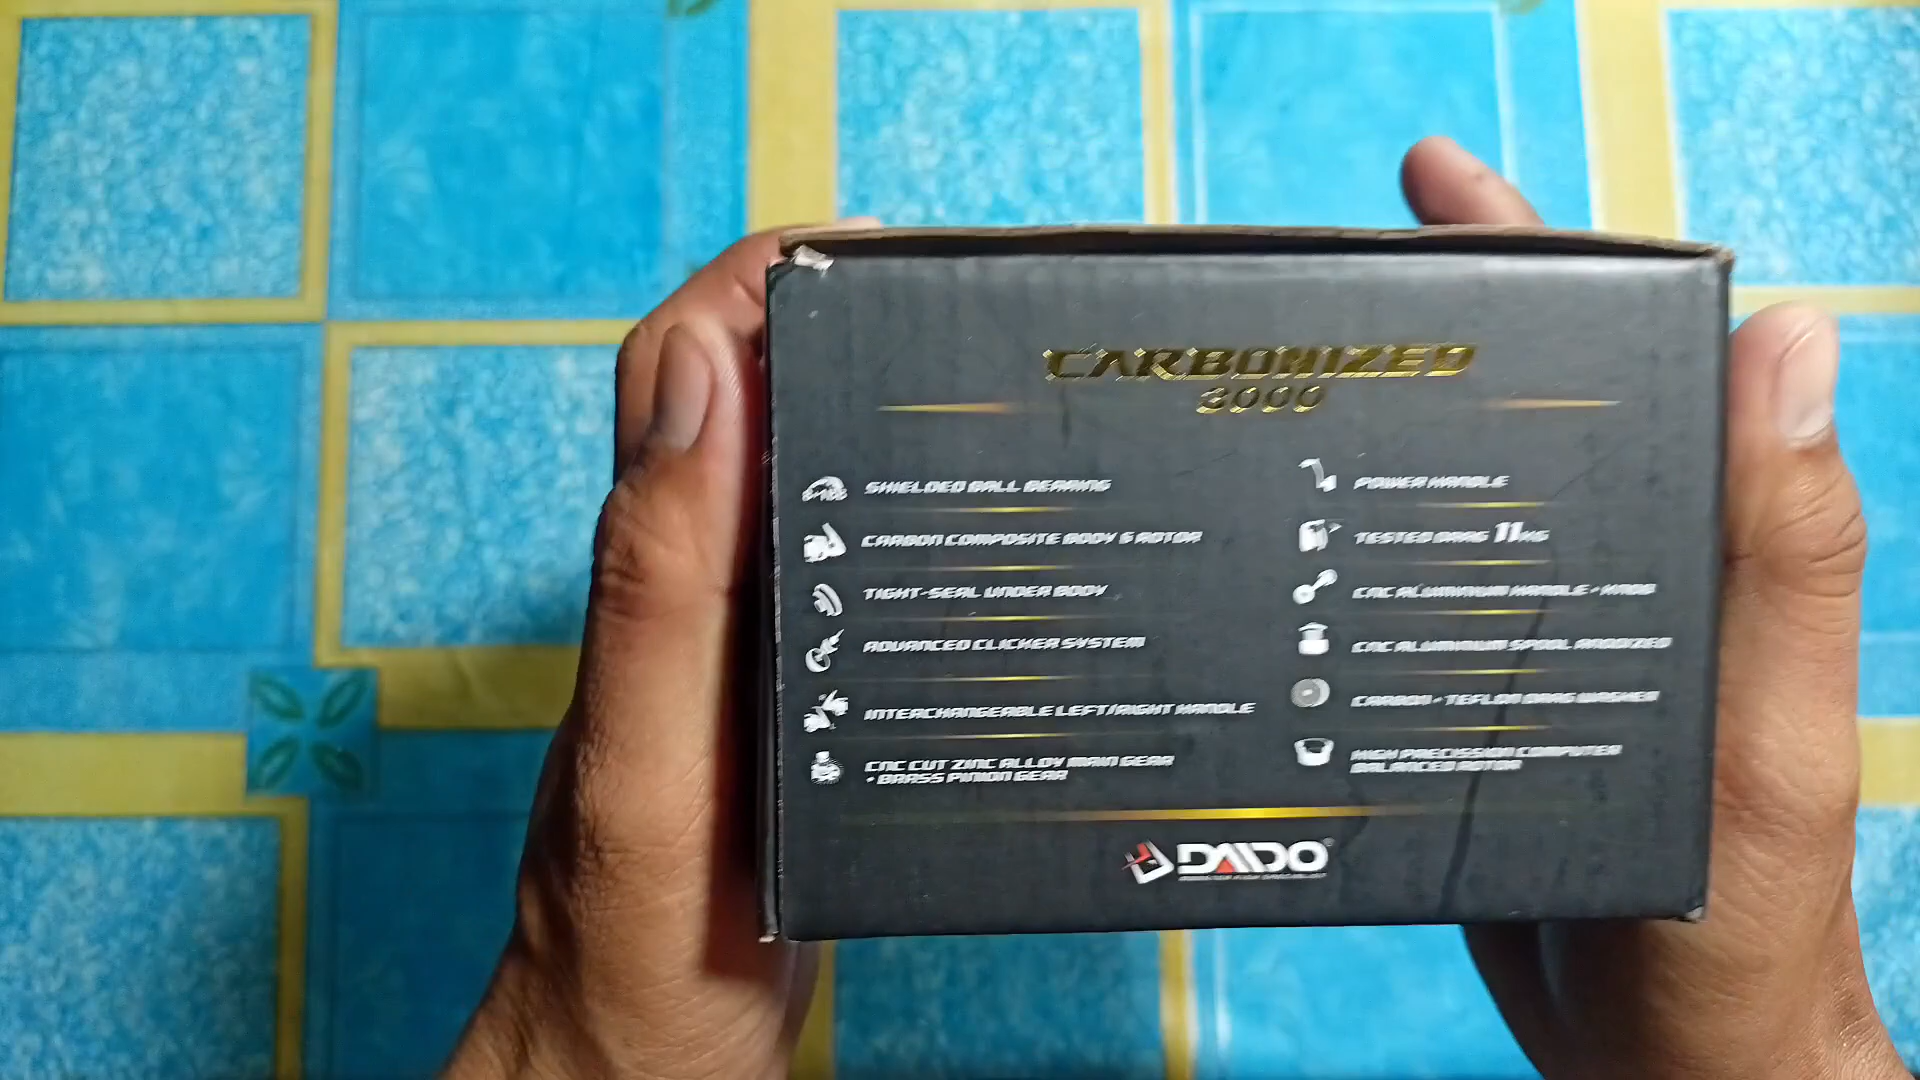 CARBONIZED
3000
SHIELDED BALL BEARING
CARBON COMPOSITE BODY & ROTOR
TIGHT-SEAL UNDER BODY
ADVANCED CLICKER SYSTEM
INTERCHANGEABLE LEFT/RIGHT HANDLE
CNC CUT ZINC ALLOY MAIN GEAR
+ BRASS PINION GEAR
POWER HANDLE
TESTED DRAG 11KG
CNC ALUMINUM HANDLE + KNOB
CNC ALUMINUM SPOOL ANODIZED
CARBON + TEFLON DRAG WASHER
HIGH PRECISSION COMPUTER
BALANCED ROTOR
DAIDO